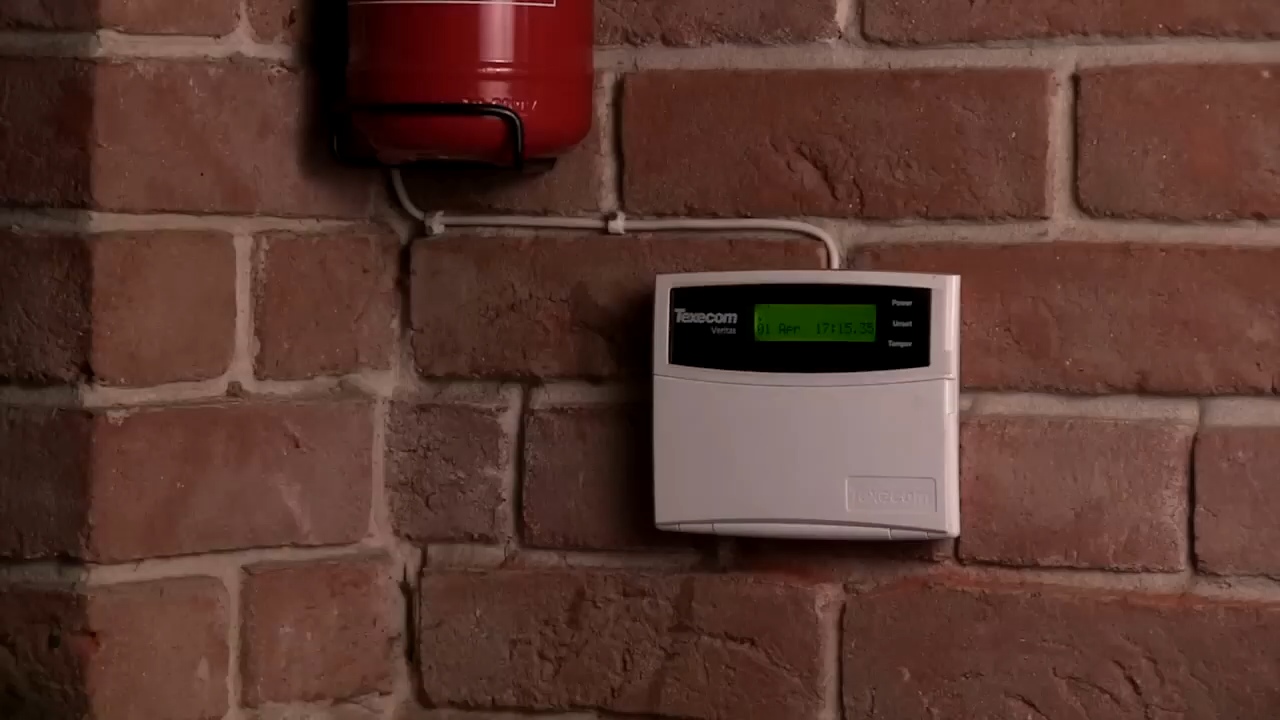 Texecom
Veritas
01 Apr 17:15.35
Power
Unset
Tamper
Texecom